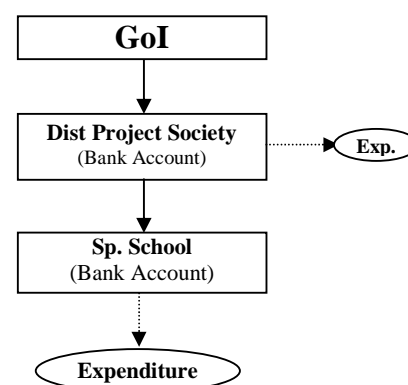 GoI
Dist Project Society
(Bank Account)
Exp.
Sp. School
(Bank Account)
Expenditure